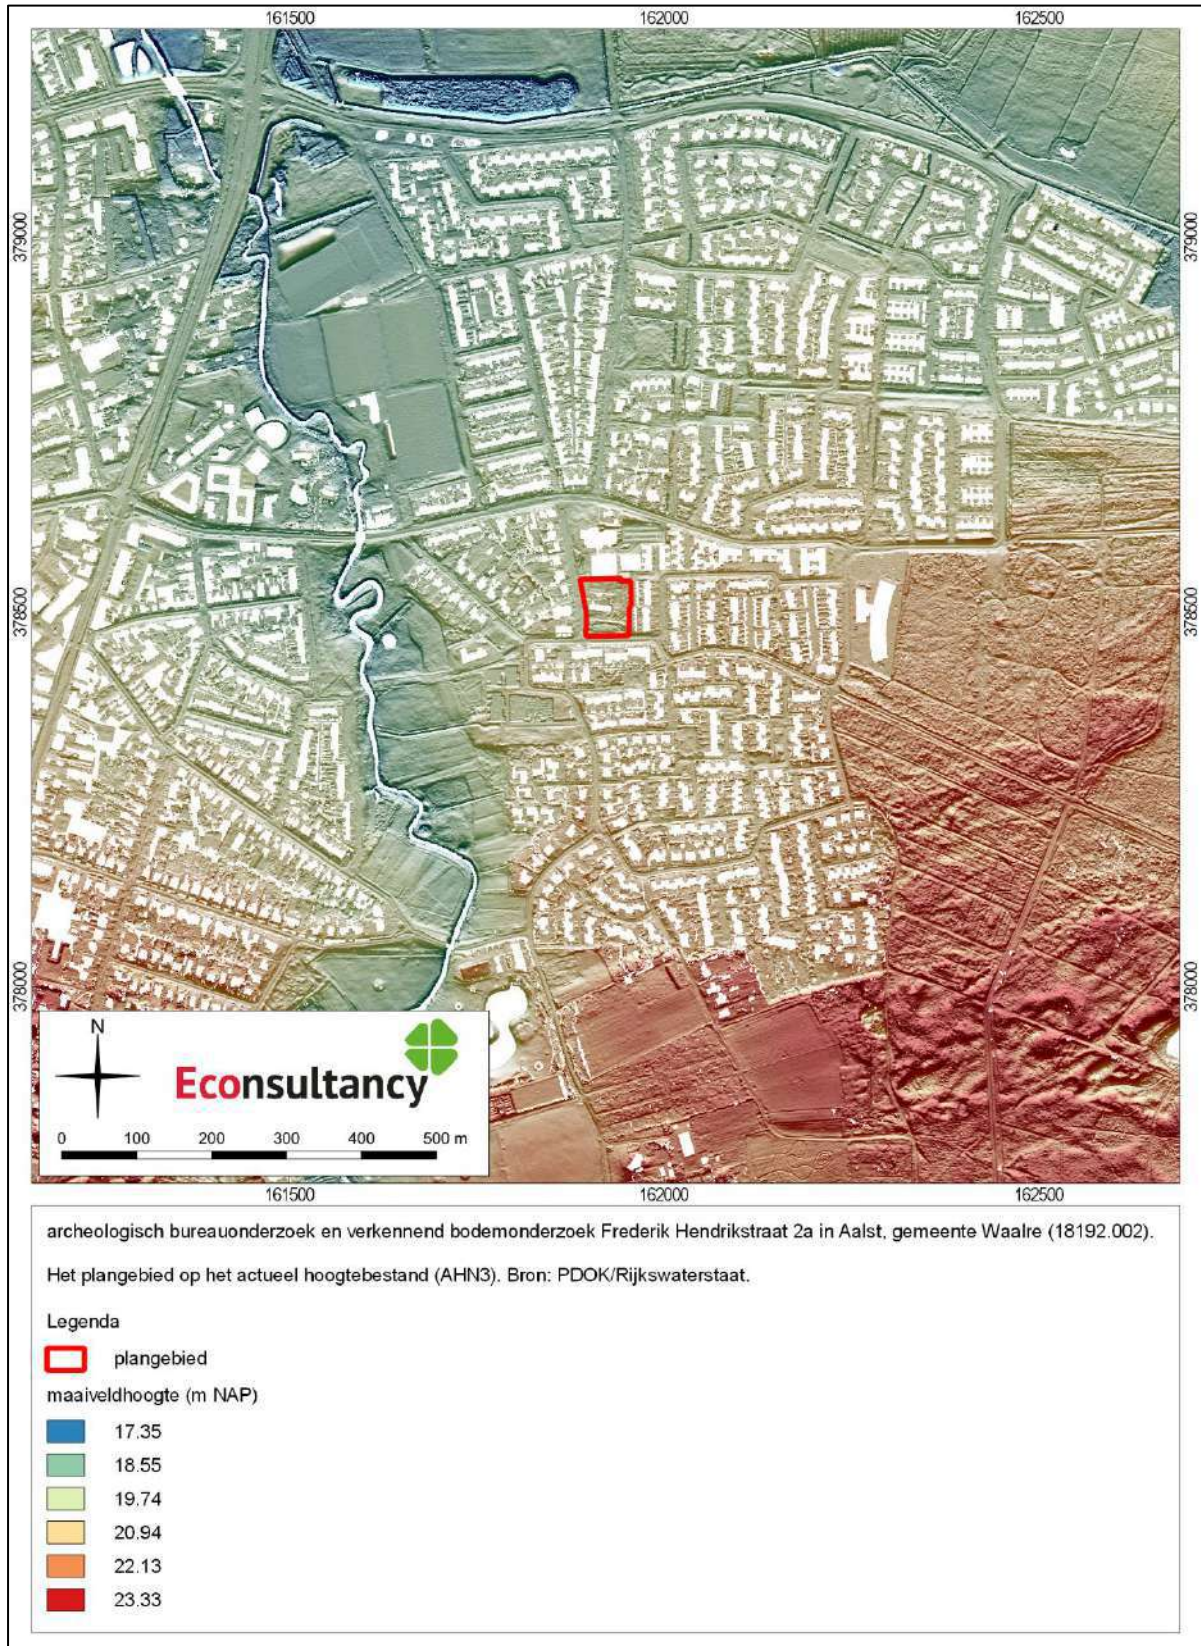 161500 162000 162500
379000 379000
378500 378500
378000 378000
N
Econsultancy
0 100 200 300 400 500 m
161500 162000 162500
archeologisch bureauonderzoek en verkennend bodemonderzoek Frederik Hendrikstraat 2a in Aalst, gemeente Waalre (18192.002).
Het plangebied op het actueel hoogtebestand (AHN3). Bron: PDOK/Rijkswaterstaat.
Legenda
plangebied
maaiveldhoogte (m NAP)
17.35
18.55
19.74
20.94
22.13
23.33